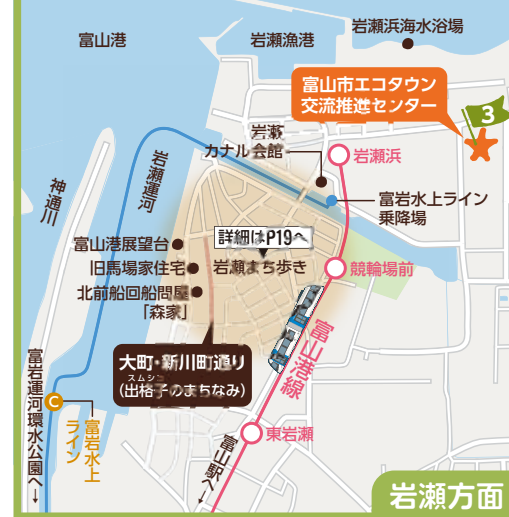 富山港
岩瀬漁港
岩瀬浜海水浴場
富山市エコタウン
交流推進センター
3
岩瀬
カナル会館
岩瀬浜
岩瀬運河
神通川
富岩水上ライン
乗降場
詳細はP19へ
岩瀬まち歩き
富山港展望台
旧馬場家住宅
北前船回船問屋
「森家」
競輪場前
大町・新川町通り
スムシコ
(出格子のまちなみ)
富山港線
東岩瀬
富山駅へ→
C
富岩水上
ライン
富岩運河環水公園へ→
岩瀬方面